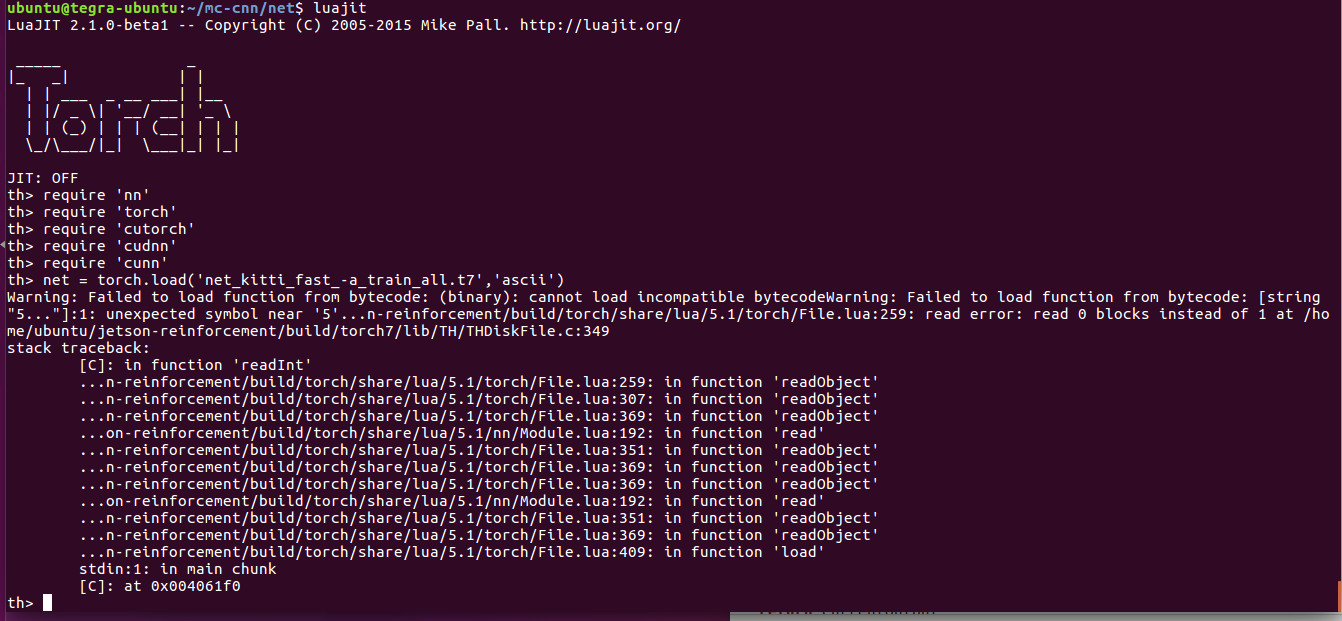 ubuntu@tegra-ubuntu:~/mc-cnn/net$ luajit
LuaJIT 2.1.0-beta1 -- Copyright (C) 2005-2015 Mike Pall. http://luajit.org/
Torch
JIT: OFF
th> require 'nn'
th> require 'torch'
th> require 'cutorch'
th> require 'cudnn'
th> require 'cunn'
th> net = torch.load('net_kitti_fast_-a_train_all.t7','ascii')
Warning: Failed to load function from bytecode: (binary): cannot load incompatible bytecodeWarning: Failed to load function from bytecode: [string
"5..."]:1: unexpected symbol near '5'...n-reinforcement/build/torch/share/lua/5.1/torch/File.lua:259: read error: read 0 blocks instead of 1 at /ho
me/ubuntu/jetson-reinforcement/build/torch7/lib/TH/THDiskFile.c:349
stack traceback:
[C]: in function 'readInt'
...n-reinforcement/build/torch/share/lua/5.1/torch/File.lua:259: in function 'readObject'
...n-reinforcement/build/torch/share/lua/5.1/torch/File.lua:307: in function 'readObject'
...n-reinforcement/build/torch/share/lua/5.1/torch/File.lua:369: in function 'readObject'
...on-reinforcement/build/torch/share/lua/5.1/nn/Module.lua:192: in function 'read'
...n-reinforcement/build/torch/share/lua/5.1/torch/File.lua:351: in function 'readObject'
...n-reinforcement/build/torch/share/lua/5.1/torch/File.lua:369: in function 'readObject'
...n-reinforcement/build/torch/share/lua/5.1/torch/File.lua:369: in function 'readObject'
...on-reinforcement/build/torch/share/lua/5.1/nn/Module.lua:192: in function 'read'
...n-reinforcement/build/torch/share/lua/5.1/torch/File.lua:351: in function 'readObject'
...n-reinforcement/build/torch/share/lua/5.1/torch/File.lua:369: in function 'readObject'
...n-reinforcement/build/torch/share/lua/5.1/torch/File.lua:409: in function 'load'
stdin:1: in main chunk
[C]: at 0x004061f0
th>